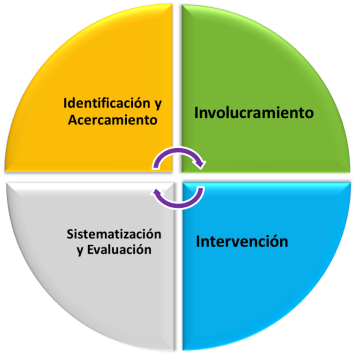 Identificación y
Acercamiento
Involucramiento
Sistematización
y Evaluación
Intervención